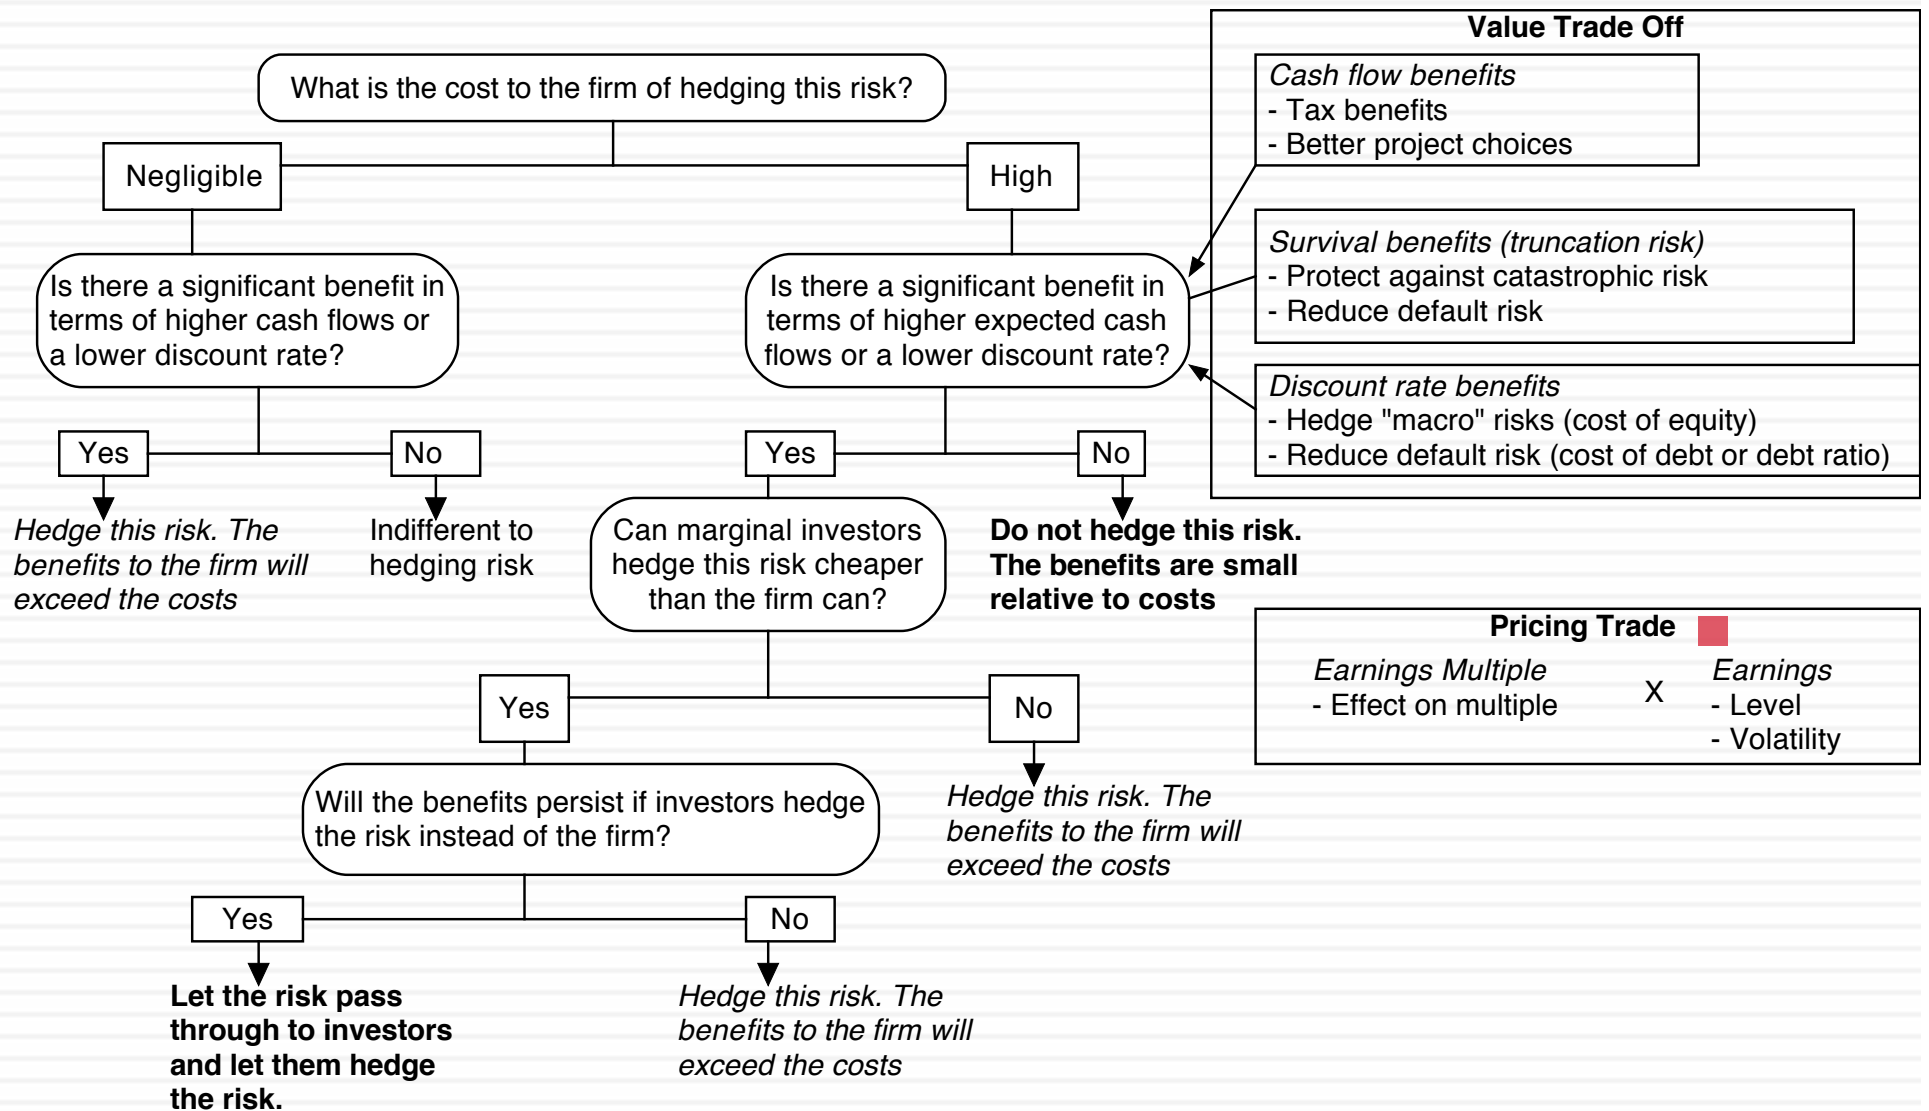 What is the cost to the firm of hedging this risk?
Negligible
High
Is there a significant benefit in
terms of higher cash flows or
a lower discount rate?
Is there a significant benefit in
terms of higher expected cash
flows or a lower discount rate?
Value Trade Off
Cash flow benefits
- Tax benefits
- Better project choices
Survival benefits (truncation risk)
- Protect against catastrophic risk
- Reduce default risk
Discount rate benefits
- Hedge "macro" risks (cost of equity)
- Reduce default risk (cost of debt or debt ratio)
Yes
No
Yes
No
Hedge this risk. The
benefits to the firm will
exceed the costs
Indifferent to
hedging risk
Can marginal investors
hedge this risk cheaper
than the firm can?
Do not hedge this risk.
The benefits are small
relative to costs
Pricing Trade
Earnings Multiple
- Effect on multiple
X
Earnings
- Level
- Volatility
Yes
No
Will the benefits persist if investors hedge
the risk instead of the firm?
Hedge this risk. The
benefits to the firm will
exceed the costs
Yes
No
Let the risk pass
through to investors
and let them hedge
the risk.
Hedge this risk. The
benefits to the firm will
exceed the costs